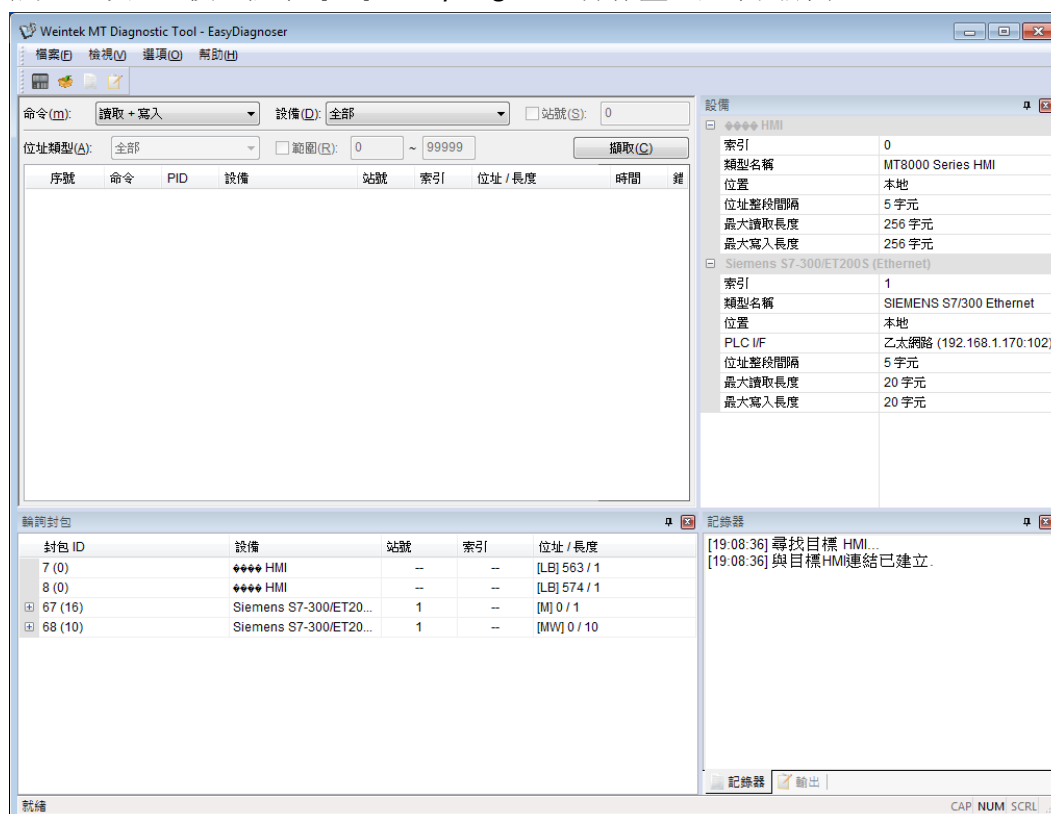 Weintek MT Diagnostic Tool - EasyDiagnoser
檔案(F) 檢視(V) 選項(O) 幫助(H)
命令(m): 讀取 + 寫入 設備(D): 全部 站號(S): 0
位址類型(A): 全部 範圍(R): 0 ~ 99999 擷取(C)
序號 命令 PID 設備 站號 索引 位址 / 長度 時間
設備
���� HMI
索引 0
類型名稱 MT8000 Series HMI
位置 本地
位址整段間隔 5 字元
最大讀取長度 256 字元
最大寫入長度 256 字元
Siemens S7-300/ET200S (Ethernet)
索引 1
類型名稱 SIEMENS S7/300 Ethernet
位置 本地
PLC I/F 乙太網路 (192.168.1.170:102)
位址整段間隔 5 字元
最大讀取長度 20 字元
最大寫入長度 20 字元
輪詢封包
封包 ID 設備 站號 索引 位址 / 長度
7 (0) ���� HMI -- -- [LB] 563 / 1
8 (0) ���� HMI -- -- [LB] 574 / 1
67 (16) Siemens S7-300/ET20... 1 -- [M] 0 / 1
68 (10) Siemens S7-300/ET20... 1 -- [MW] 0 / 10
記錄器
[19:08:36] 尋找目標 HMI...
[19:08:36] 與目標HMI連結已建立.
記錄器 輸出
就緒 CAP NUM SCRL